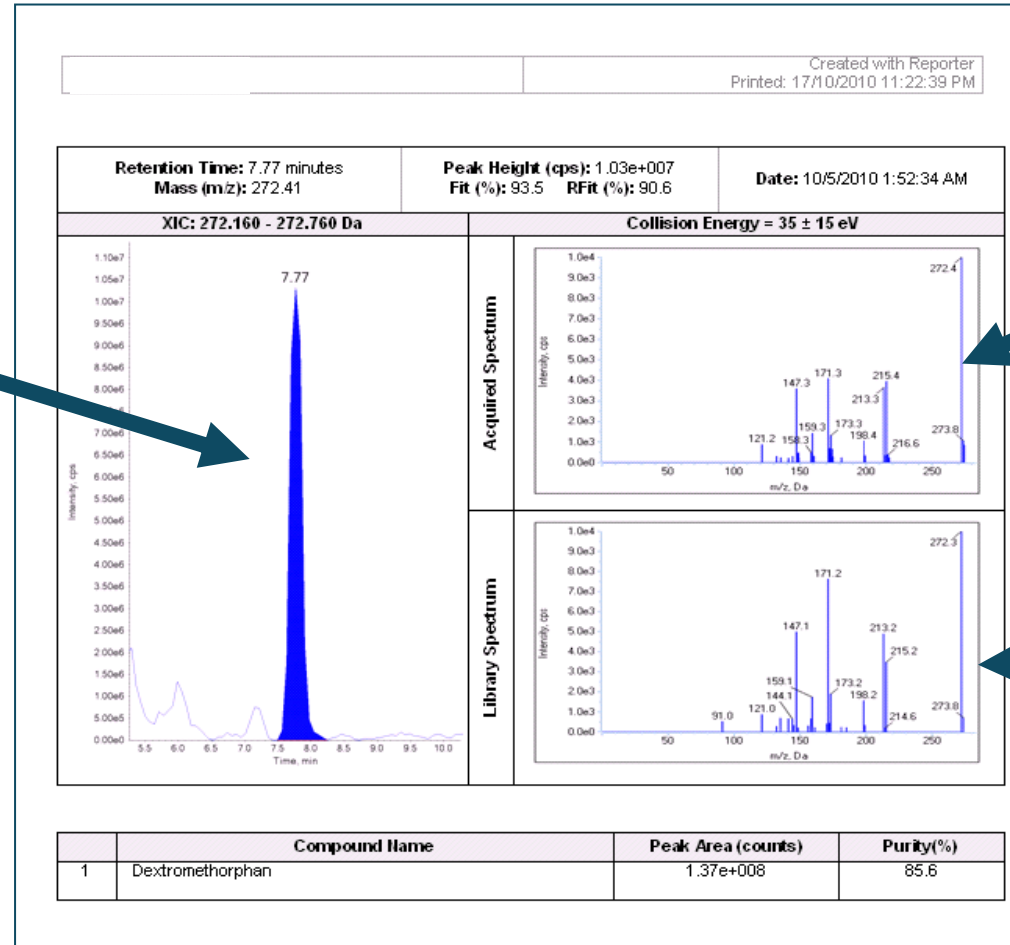 Created with Reporter
Printed: 17/10/2010 11:22:39 PM
Retention Time: 7.77 minutes
Mass (m/z): 272.41
Peak Height (cps): 1.03e+007
Fit (%): 93.5 RFit (%): 90.6
Date: 10/5/2010 1:52:34 AM
XIC: 272.160 - 272.760 Da
Collision Energy = 35 ± 15 eV
1.10e7
1.05e7
1.00e7
9.50e6
9.00e6
8.50e6
8.00e6
7.00e6
6.50e6
6.00e6
5.50e6
5.00e6
4.50e6
4.00e6
3.50e6
3.00e6
2.50e6
2.00e6
1.50e6
1.00e6
5.00e5
0.00e0
Intensity, cps
7.77
5.5 6.0 6.5 7.0 7.5 8.0 8.5 9.0 9.5 10.0
Time, min
Acquired Spectrum
1.0e4
9.0e3
8.0e3
7.0e3
6.0e3
5.0e3
4.0e3
3.0e3
2.0e3
1.0e3
0.0e0
Intensity, cps
272.4
171.3
215.4
147.3
213.3
159.3
173.3
198.4
273.8
121.2
158.3
216.6
50 100 150 200 250
m/z, Da
Library Spectrum
1.0e4
9.0e3
8.0e3
7.0e3
6.0e3
5.0e3
4.0e3
3.0e3
2.0e3
1.0e3
0.0e0
Intensity, cps
272.3
171.2
147.1
213.2
215.2
159.1
173.2
144.1
198.2
91.0
121.0
214.6
273.8
50 100 150 200 250
m/z, Da
Compound Name Peak Area (counts) Purity(%)
1 Dextromethorphan 1.37e+008 85.6